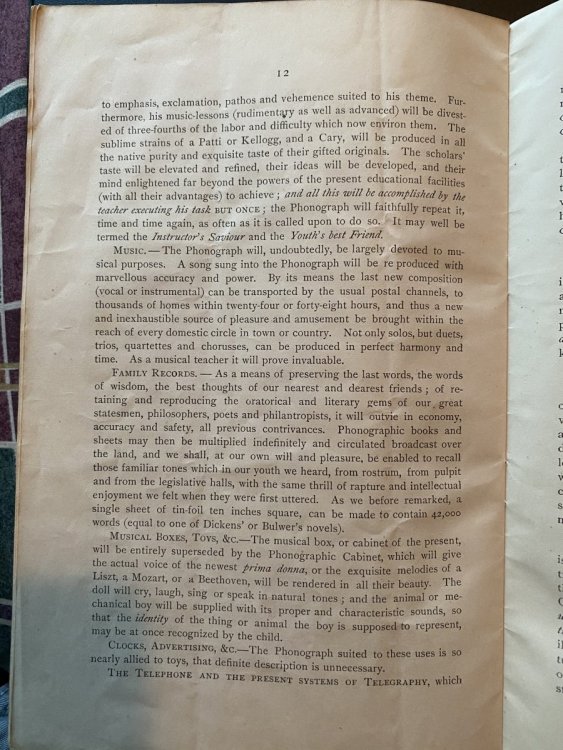 12
to emphasis, exclamation, pathos and vehemence suited to his theme. Fur-
thermore, his music-lessons (rudimentary as well as advanced) will be divest-
ed of three-fourths of the labor and difficulty which now environ them. The
sublime strains of a Patti or Kellogg, and a Cary, will be produced in all
the native purity and exquisite taste of their gifted originals. The scholars'
taste will be elevated and refined, their ideas will be developed, and their
mind enlightened far beyond the powers of the present educational facilities
(with all their advantages) to achieve; and all this will be accomplished by the
teacher executing his task BUT ONCE; the Phonograph will faithfully repeat it,
time and time again, as often as it is called upon to do so. It may well be
termed the Instructor's Saviour and the Youth's best Friend.
MUSIC.—The Phonograph will, undoubtedly, be largely devoted to mu-
sical purposes. A song sung into the Phonograph will be re produced with
marvellous accuracy and power. By its means the last new composition
(vocal or instrumental) can be transported by the usual postal channels, to
thousands of homes within twenty-four or forty-eight hours, and thus a new
and inexhaustible source of pleasure and amusement be brought within the
reach of every domestic circle in town or country. Not only solos, but duets,
trios, quartettes and chorusses, can be produced in perfect harmony and
time. As a musical teacher it will prove invaluable.
FAMILY RECORDS.— As a means of preserving the last words, the words
of wisdom, the best thoughts of our nearest and dearest friends; of re-
taining and reproducing the oratorical and literary gems of our great
statesmen, philosophers, poets and philantropists, it will outvie in economy,
accuracy and safety, all previous contrivances. Phonographic books and
sheets may then be multiplied indefinitely and circulated broadcast over
the land, and we shall, at our own will and pleasure, be enabled to recall
those familiar tones which in our youth we heard, from rostrum, from pulpit
and from the legislative halls, with the same thrill of rapture and intellectual
enjoyment we felt when they were first uttered. As we before remarked, a
single sheet of tin-foil ten inches square, can be made to contain 42,000
words (equal to one of Dickens' or Bulwer's novels).
MUSICAL BOXES, TOYS, &C.—The musical box, or cabinet of the present,
will be entirely superseded by the Phonographic Cabinet, which will give
the actual voice of the newest prima donna, or the exquisite melodies of a
Liszt, a Mozart, or a Beethoven, will be rendered in all their beauty. The
doll will cry, laugh, sing or speak in natural tones; and the animal or me-
chanical boy will be supplied with its proper and characteristic sounds, so
that the identity of the thing or animal the boy is supposed to represent,
may be at once recognized by the child.
CLOCKS, ADVERTISING, &C.—The Phonograph suited to these uses is so
nearly allied to toys, that definite description is unnecessary.
THE TELEPHONE AND THE PRESENT SYSTEMS OF TELEGRAPHY, which